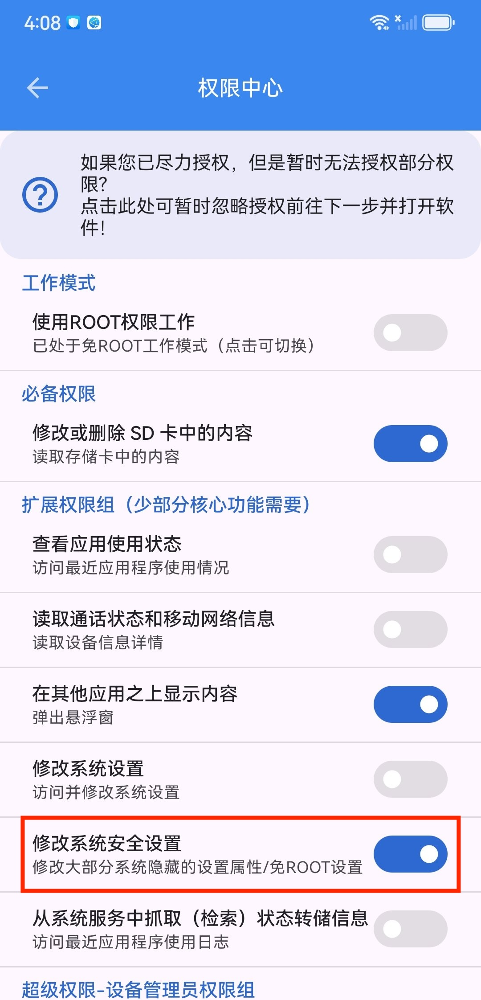 4:08
权限中心
如果您已尽力授权，但是暂时无法授权部分权
限？
点击此处可暂时忽略授权前往下一步并打开软
件！
工作模式
使用ROOT权限工作
已处于免ROOT工作模式（点击可切换）
必备权限
修改或删除 SD 卡中的内容
读取存储卡中的内容
扩展权限组（少部分核心功能需要）
查看应用使用状态
访问最近应用程序使用情况
读取通话状态和移动网络信息
读取设备信息详情
在其他应用之上显示内容
弹出悬浮窗
修改系统设置
访问并修改系统设置
修改系统安全设置
修改大部分系统隐藏的设置属性/免ROOT设置
从系统服务中抓取（检索）状态转储信息
访问最近应用程序使用日志
超级权限-设备管理员权限组